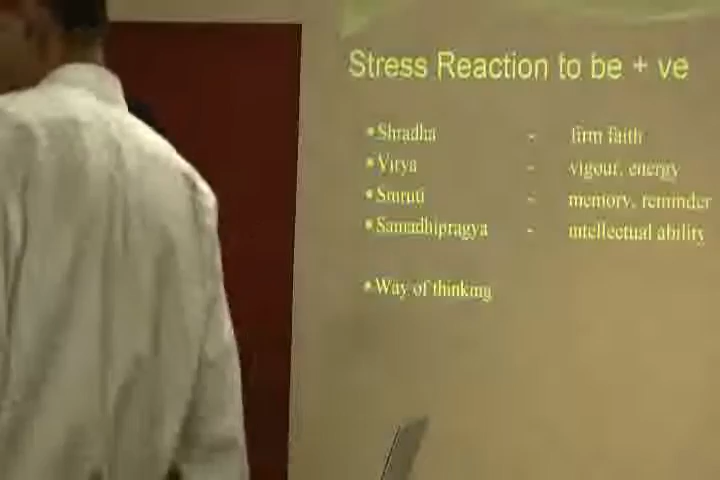 Stress Reaction to be + ve
•Shradha - firm faith
•Virya - vigour, energy
•Smruti - memory, reminder
•Samadhipragya - intellectual ability
•Way of thinking